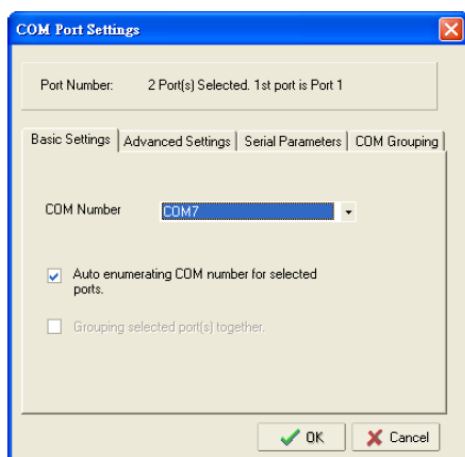 COM Port Settings
Port Number: 2 Port(s) Selected. 1st port is Port 1
Basic Settings Advanced Settings Serial Parameters COM Grouping
COM Number COM7
Auto enumerating COM number for selected
ports.
Grouping selected port(s) together.
OK Cancel